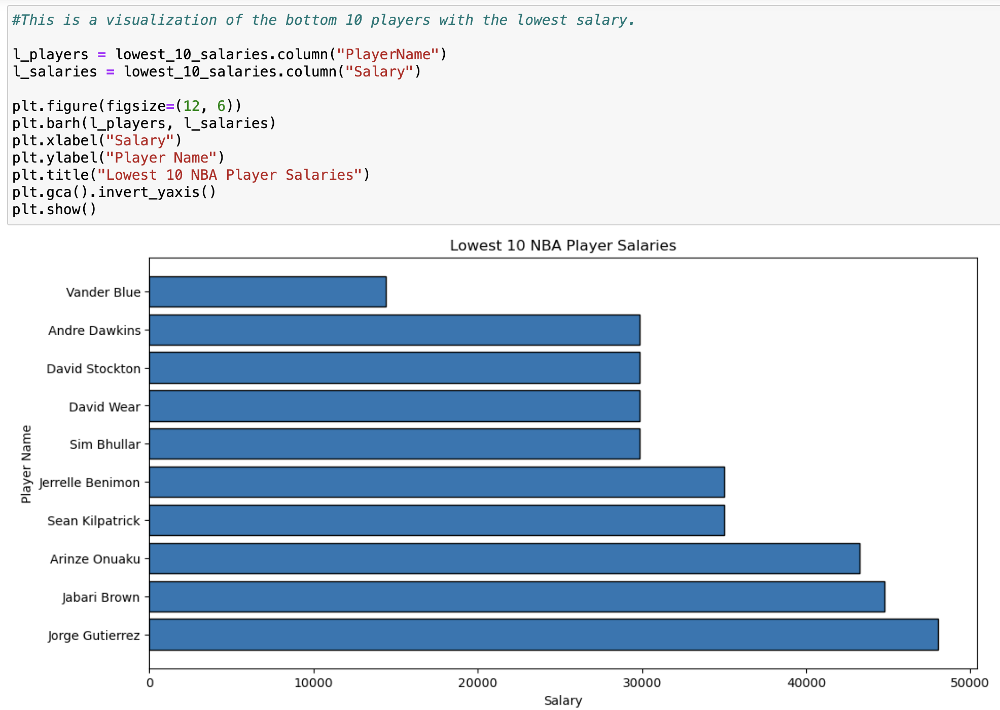 #This is a visualization of the bottom 10 players with the lowest salary.
l_players = lowest_10_salaries.column("PlayerName")
l_salaries = lowest_10_salaries.column("Salary")
plt.figure(figsize=(12, 6))
plt.barh(l_players, l_salaries)
plt.xlabel("Salary")
plt.ylabel("Player Name")
plt.title("Lowest 10 NBA Player Salaries")
plt.gca().invert_yaxis()
plt.show()
Lowest 10 NBA Player Salaries
Player Name
Vander Blue
Andre Dawkins
David Stockton
David Wear
Sim Bhullar
Jerrelle Benimon
Sean Kilpatrick
Arinze Onuaku
Jabari Brown
Jorge Gutierrez
0 10000 20000 30000 40000 50000
Salary